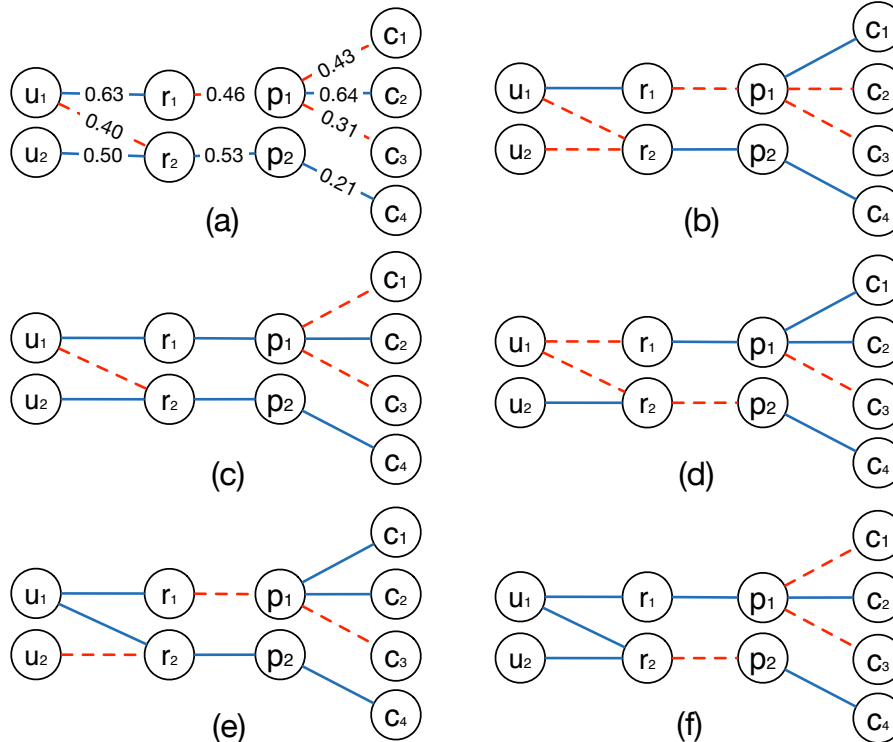 c1
u1 0.63 r1 0.46 p1 0.43 0.64 c2
0.40 0.31
u2 0.50 r2 0.53 p2 c3
0.21
c4
(a)
c1
u1 r1 p1 c2
u2 r2 p2 c3
c4
(b)
c1
u1 r1 p1 c2
u2 r2 p2 c3
c4
(c)
c1
u1 r1 p1 c2
u2 r2 p2 c3
c4
(d)
c1
u1 r1 p1 c2
u2 r2 p2 c3
c4
(e)
c1
u1 r1 p1 c2
u2 r2 p2 c3
c4
(f)